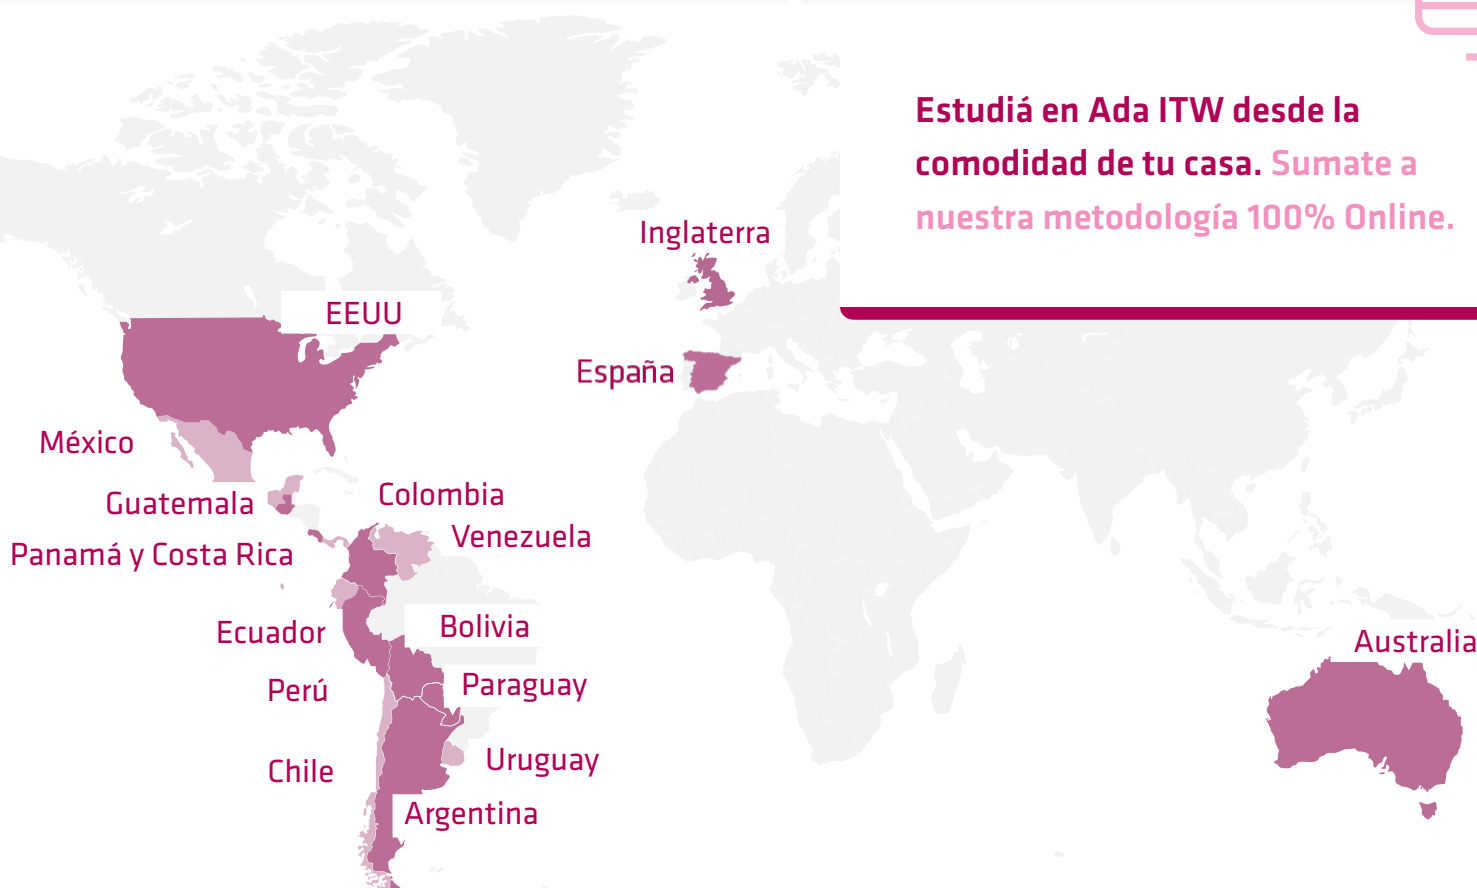 Estudiá en Ada ITW desde la
comodidad de tu casa. Sumate a
nuestra metodología 100% Online.
Inglaterra
EEUU
España
México
Guatemala
Colombia
Venezuela
Panamá y Costa Rica
Ecuador
Bolivia
Australia
Perú
Paraguay
Chile
Uruguay
Argentina